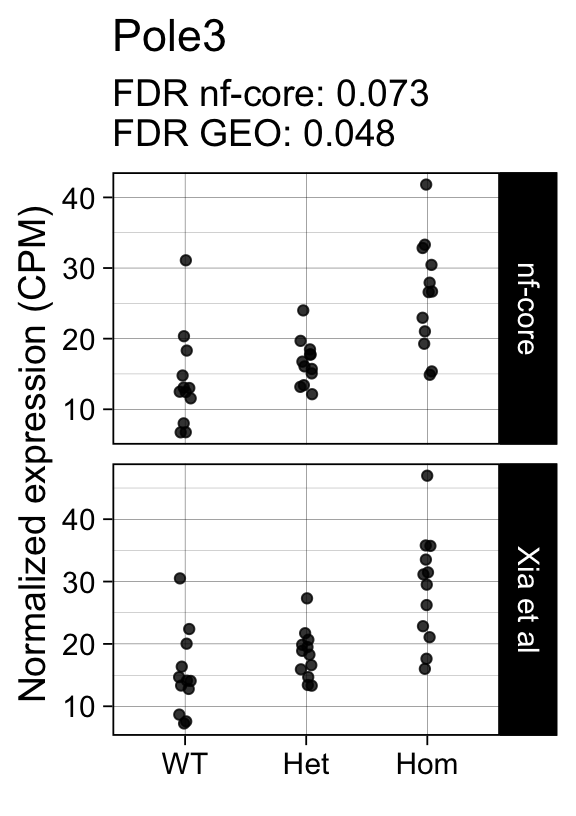 Pole3
FDR nf-core: 0.073
FDR GEO: 0.048
Normalized expression (CPM)
40
30
20
10
nf-core
40
30
20
10
Xia et al
WT Het Hom